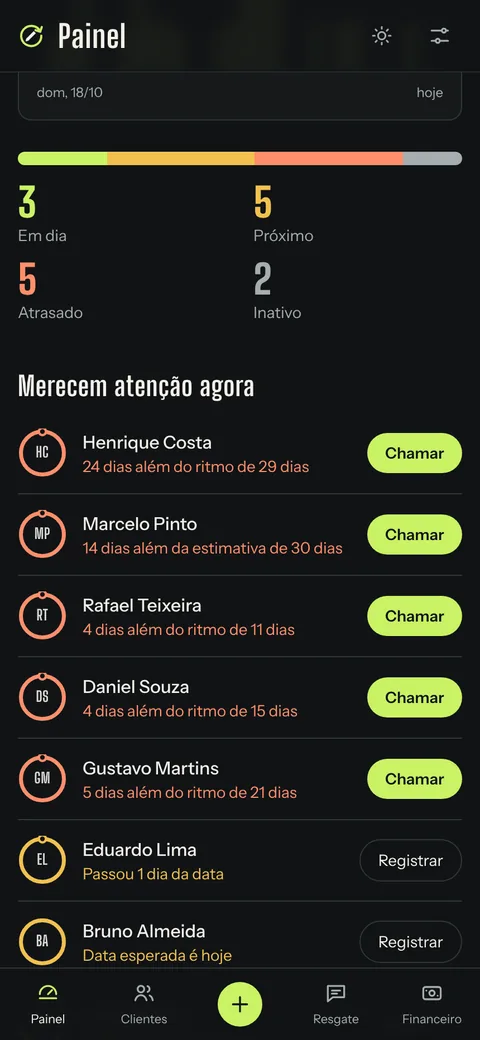 Painel
dom, 18/10
hoje
3
5
Em dia
Próximo
5
2
Atrasado
Inativo
Merecem atenção agora
HC
Henrique Costa
24 dias além do ritmo de 29 dias
Chamar
MP
Marcelo Pinto
14 dias além da estimativa de 30 dias
Chamar
RT
Rafael Teixeira
4 dias além do ritmo de 11 dias
Chamar
DS
Daniel Souza
4 dias além do ritmo de 15 dias
Chamar
GM
Gustavo Martins
5 dias além do ritmo de 21 dias
Chamar
EL
Eduardo Lima
Passou 1 dia da data
Registrar
BA
Bruno Almeida
Data esperada é hoje
Registrar
Painel
Clientes
Resgate
Financeiro